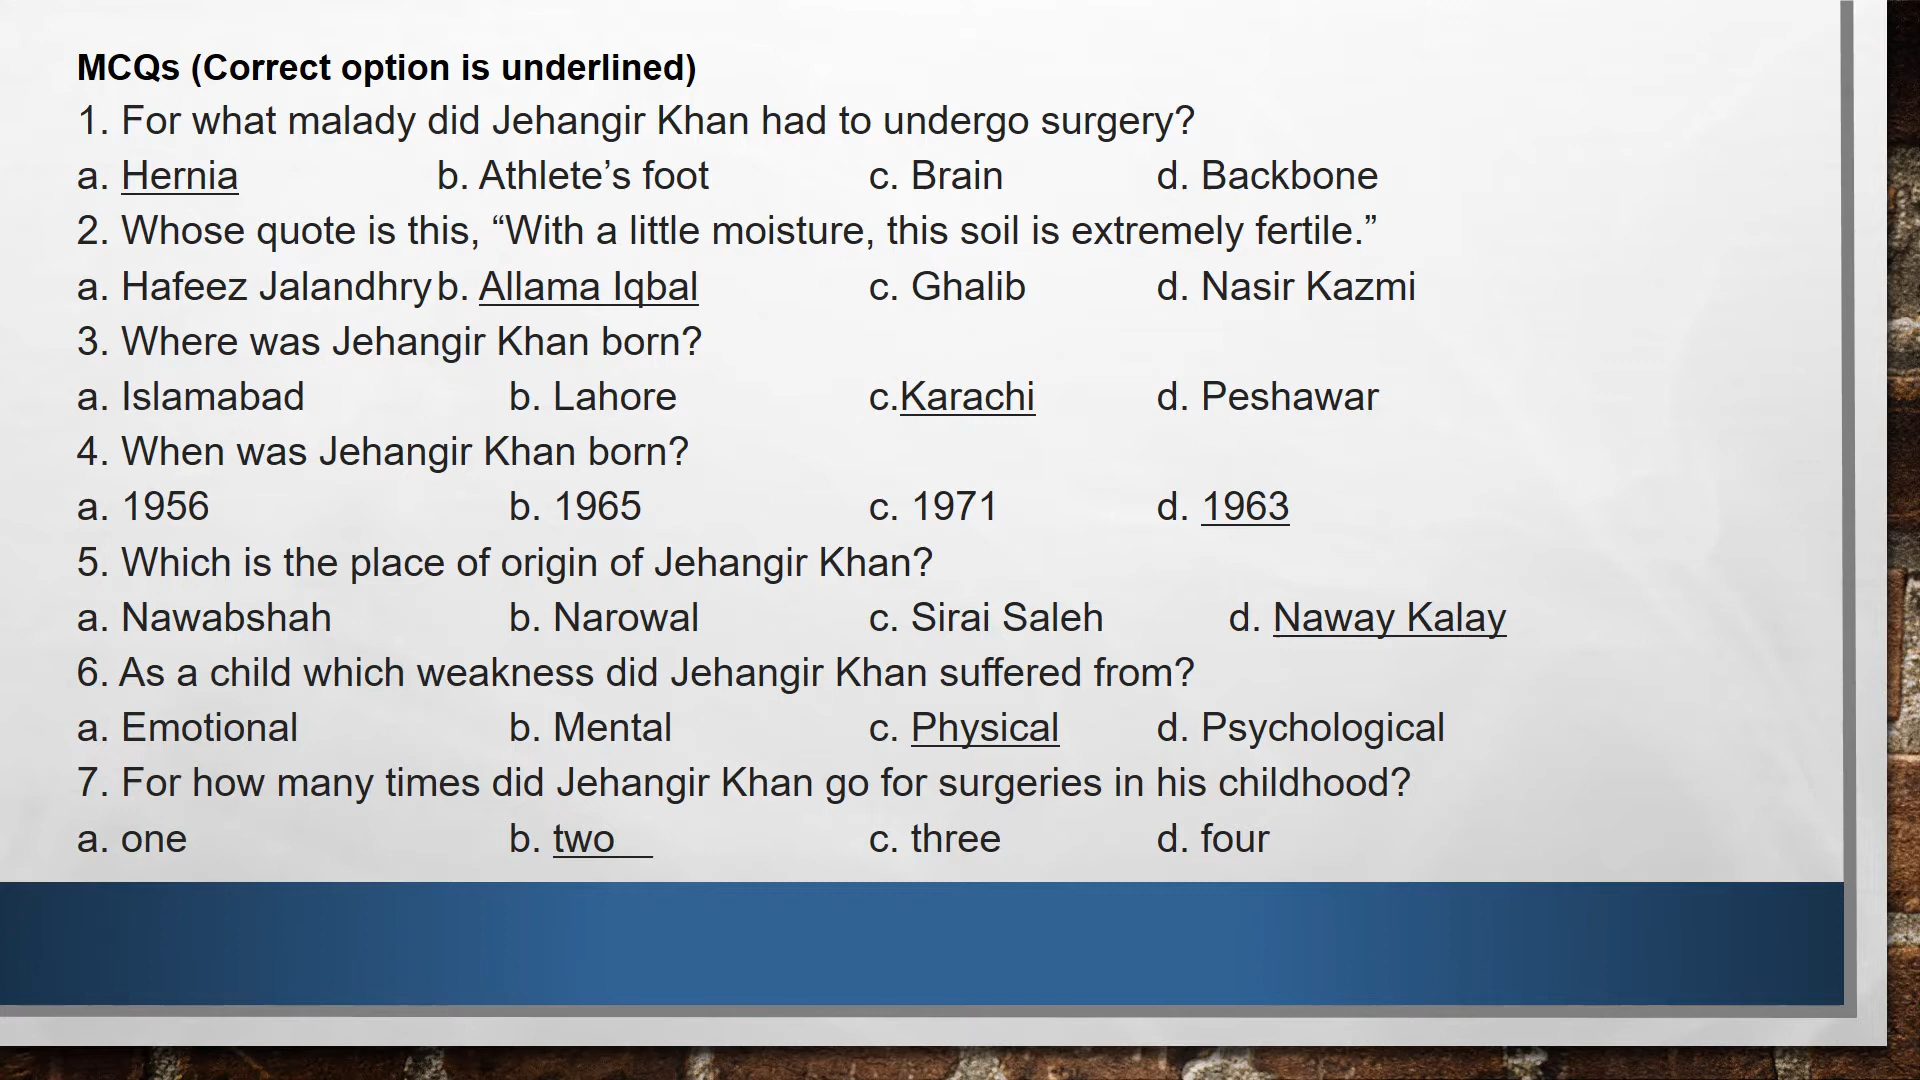 MCQs (Correct option is underlined)
1. For what malady did Jehangir Khan had to undergo surgery?
a. Hernia b. Athlete’s foot c. Brain d. Backbone
2. Whose quote is this, “With a little moisture, this soil is extremely fertile.”
a. Hafeez Jalandhry b. Allama Iqbal c. Ghalib d. Nasir Kazmi
3. Where was Jehangir Khan born?
a. Islamabad b. Lahore c.Karachi d. Peshawar
4. When was Jehangir Khan born?
a. 1956 b. 1965 c. 1971 d. 1963
5. Which is the place of origin of Jehangir Khan?
a. Nawabshah b. Narowal c. Sirai Saleh d. Naway Kalay
6. As a child which weakness did Jehangir Khan suffered from?
a. Emotional b. Mental c. Physical d. Psychological
7. For how many times did Jehangir Khan go for surgeries in his childhood?
a. one b. two c. three d. four